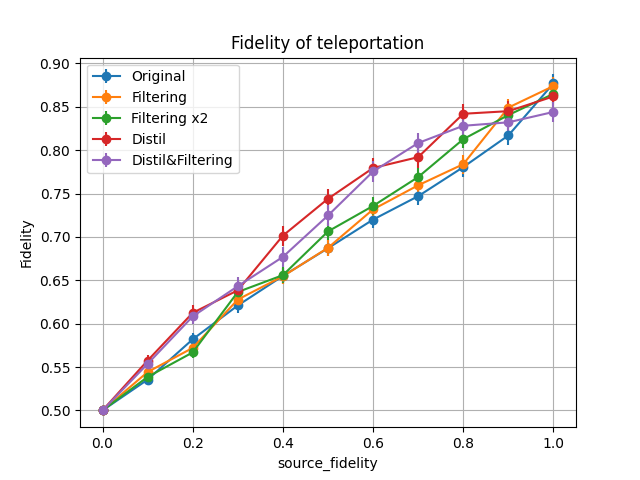 Fidelity of teleportation
Original
Filtering
Filtering x2
Distil
Distil&Filtering
Fidelity
0.90
0.85
0.80
0.75
0.70
0.65
0.60
0.55
0.50
0.0 0.2 0.4 0.6 0.8 1.0
source_fidelity